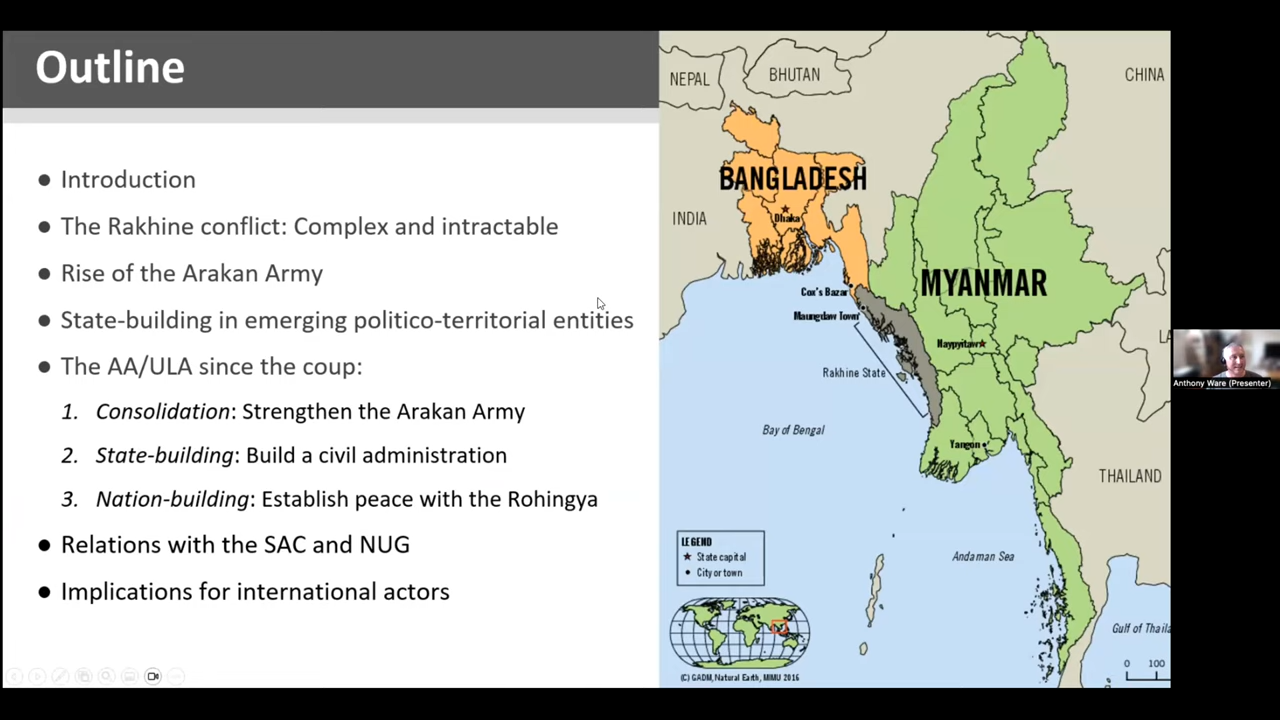 Outline
● Introduction
● The Rakhine conflict: Complex and intractable
● Rise of the Arakan Army
● State-building in emerging politico-territorial entities
● The AA/ULA since the coup:
1. Consolidation: Strengthen the Arakan Army
2. State-building: Build a civil administration
3. Nation-building: Establish peace with the Rohingya
● Relations with the SAC and NUG
● Implications for international actors
NEPAL
BHUTAN
CHINA
BANGLADESH
Dhaka
INDIA
MYANMAR
Cox's Bazar
Maungdaw Town
Naypyitaw
LA
Rakhine State
Bay of Bengal
Yangon
THAILAND
LEGEND
★ State capital
• City or town
Andaman Sea
Gulf of Thaila
0 100
(C) GADM, Natural Earth, MIMU 2016
Anthony Ware (Presenter)